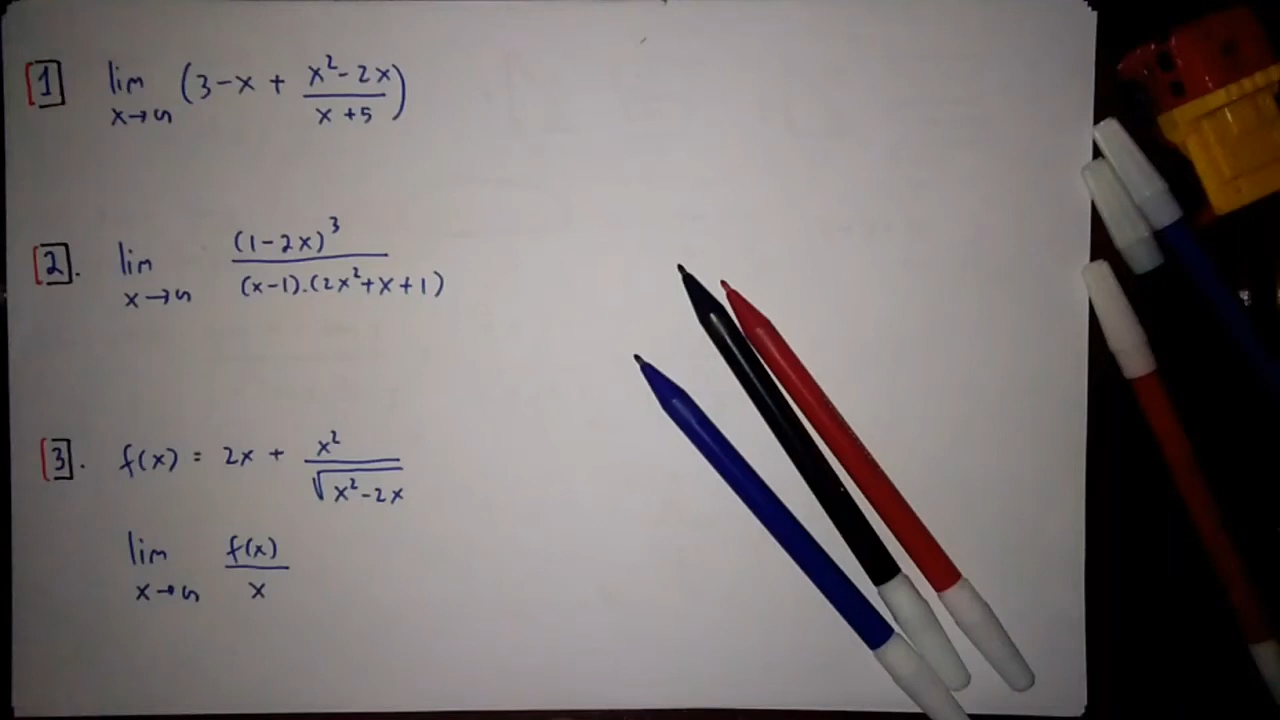 [1] lim x→∞ (3-x + (x²-2x)/(x+5))
[2]. lim x→∞ (1-2x)³/((x-1).(2x²+x+1))
[3]. f(x) = 2x + x²/√(x²-2x)
lim x→∞ f(x)/x